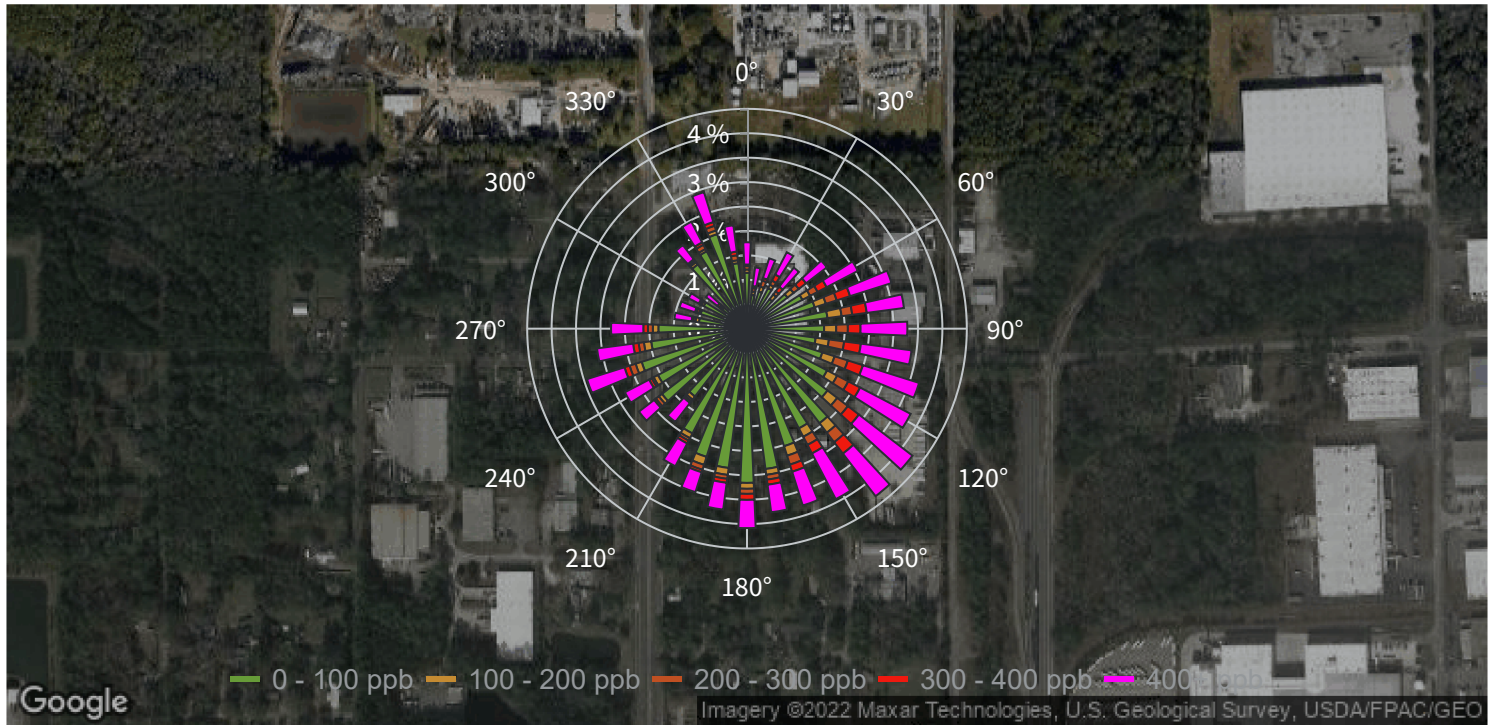 0°
330° 30°
4 %
300° 3 % 60°
270° 90°
240° 120°
210° 150°
180°
0 - 100 ppb 100 - 200 ppb 200 - 300 ppb 300 - 400 ppb 400
Google
Imagery ©2022 Maxar Technologies, U.S. Geological Survey, USDA/FPAC/GEO